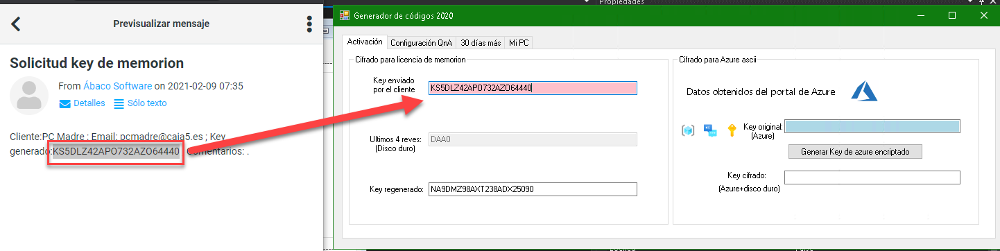 Propiedades
Previsualizar mensaje
Solicitud key de memorion
From Ábaco Software on 2021-02-09 07:35
Detalles Sólo texto
Cliente:PC Madre ; Email: pcmadre@caja5.es ; Key
generado:KS5DLZ42APO732AZO64440 Comentarios: .
Generador de códigos 2020
Activación Configuración QnA 30 días más Mi PC
Cifrado para licencia de memorion
Key enviado
por el cliente
KS5DLZ42APO732AZO64440
Ultimos 4 reves:
(Disco duro)
DAA0
Key regenerado:
NA9DMZ98AXT238ADX25090
Cifrado para Azure ascii
Datos obtenidos del portal de Azure
Key original:
(Azure)
Generar Key de azure encriptado
Key cifrado:
(Azure+disco duro)